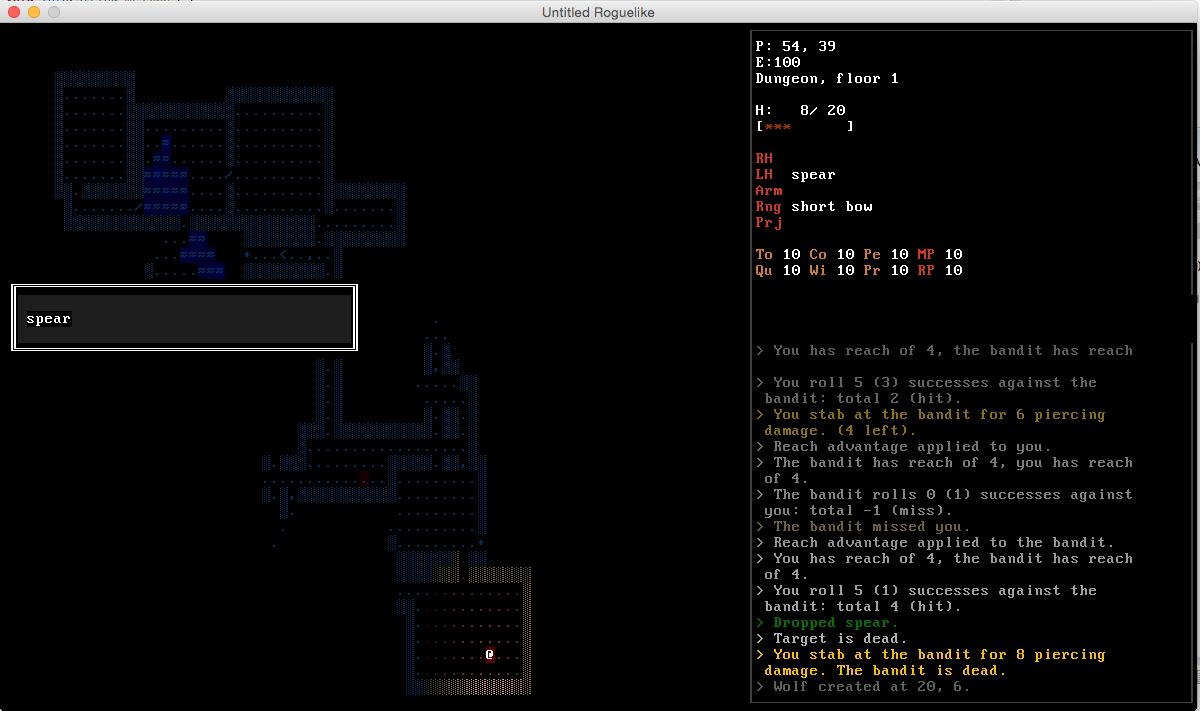 Untitled Roguelike
P: 54, 39
E:100
Dungeon, floor 1
H: 8/ 20
[*** ]
RH
LH spear
Arm
Rng short bow
Prj
To 10 Co 10 Pe 10 MP 10
Qu 10 Wi 10 Pr 10 RP 10
spear
> You has reach of 4, the bandit has reach
> You roll 5 (3) successes against the
bandit: total 2 (hit).
> You stab at the bandit for 6 piercing
damage. (4 left).
> Reach advantage applied to you.
> The bandit has reach of 4, you has reach
of 4.
> The bandit rolls 0 (1) successes against
you: total -1 (miss).
> The bandit missed you.
> Reach advantage applied to the bandit.
> You has reach of 4, the bandit has reach
of 4.
> You roll 5 (1) successes against the
bandit: total 4 (hit).
> Dropped spear.
> Target is dead.
> You stab at the bandit for 8 piercing
damage. The bandit is dead.
> Wolf created at 20, 6.